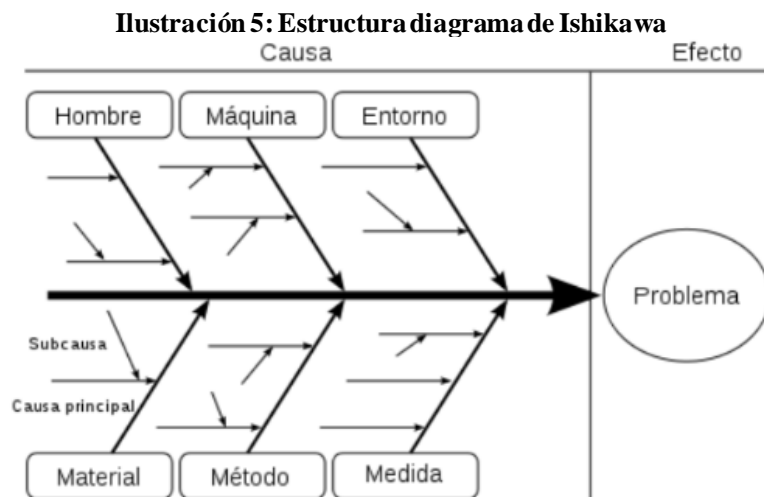 Ilustración 5: Estructura diagrama de Ishikawa
Causa
Efecto
Hombre
Máquina
Entorno
Problema
Subcausa
Causa principal
Material
Método
Medida